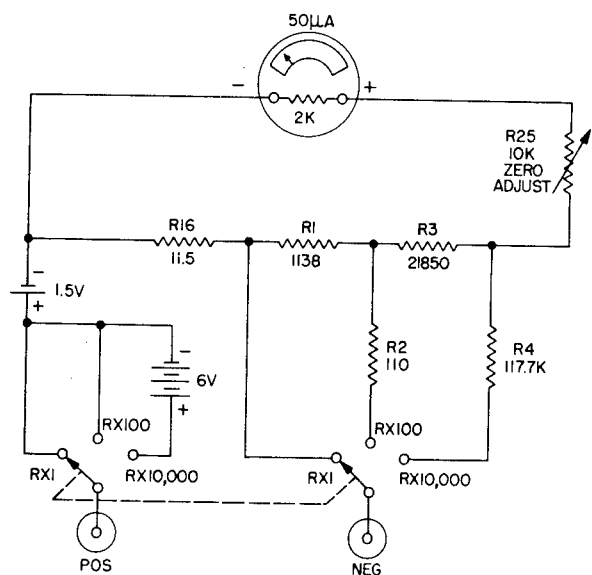 50μA
-
+
2K
R25
10K
ZERO
ADJUST
R16
11.5
R1
1138
R3
21850
-
+
1.5V
-
+
6V
R2
110
R4
117.7K
RX100
RX1
RX10,000
RX100
RX1
RX10,000
POS
NEG